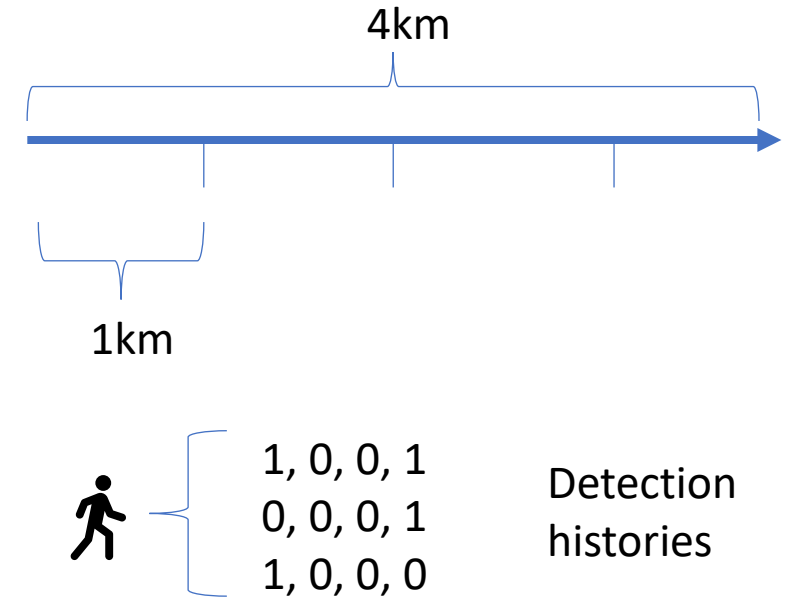 4km
1km
1, 0, 0, 1
0, 0, 0, 1
1, 0, 0, 0
Detection
histories